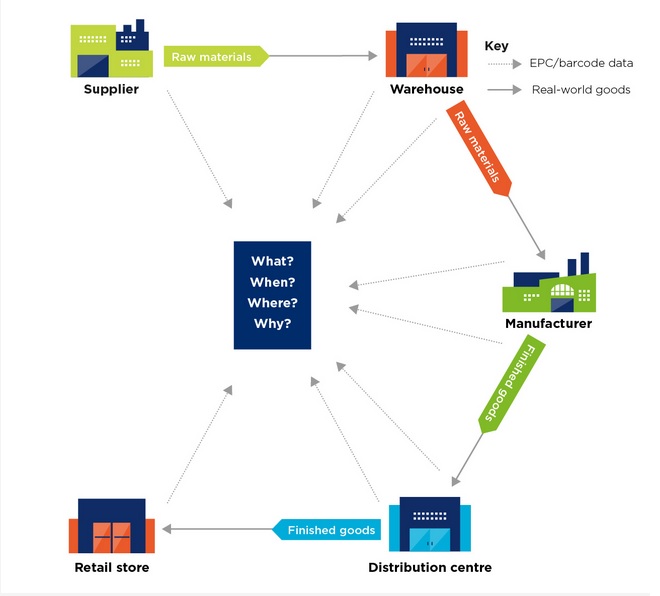 Supplier
Raw materials
Warehouse
Key
EPC/barcode data
Real-world goods
Raw materials
What?
When?
Where?
Why?
Manufacturer
Finished goods
Retail store
Finished goods
Distribution centre